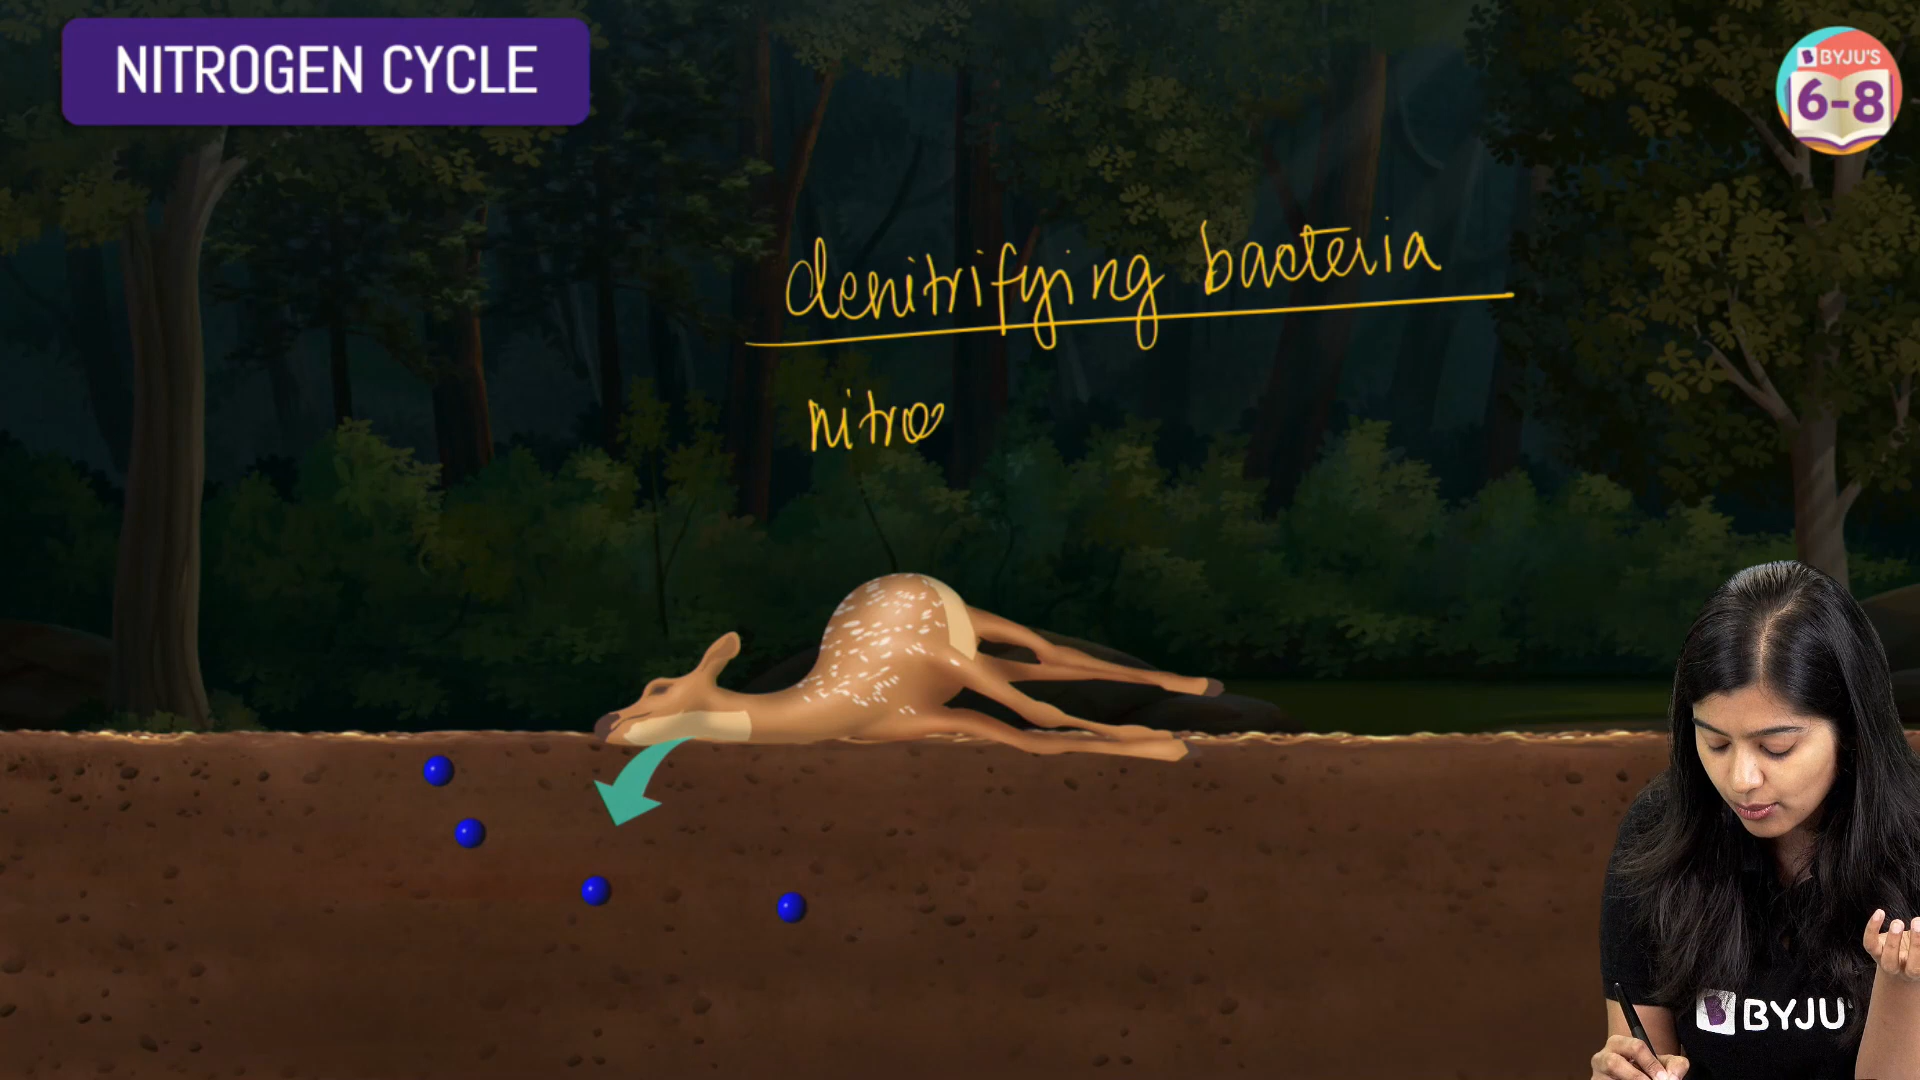 NITROGEN CYCLE
BYJU'S
6-8
denitrifying bacteria
nitro
BYJU'